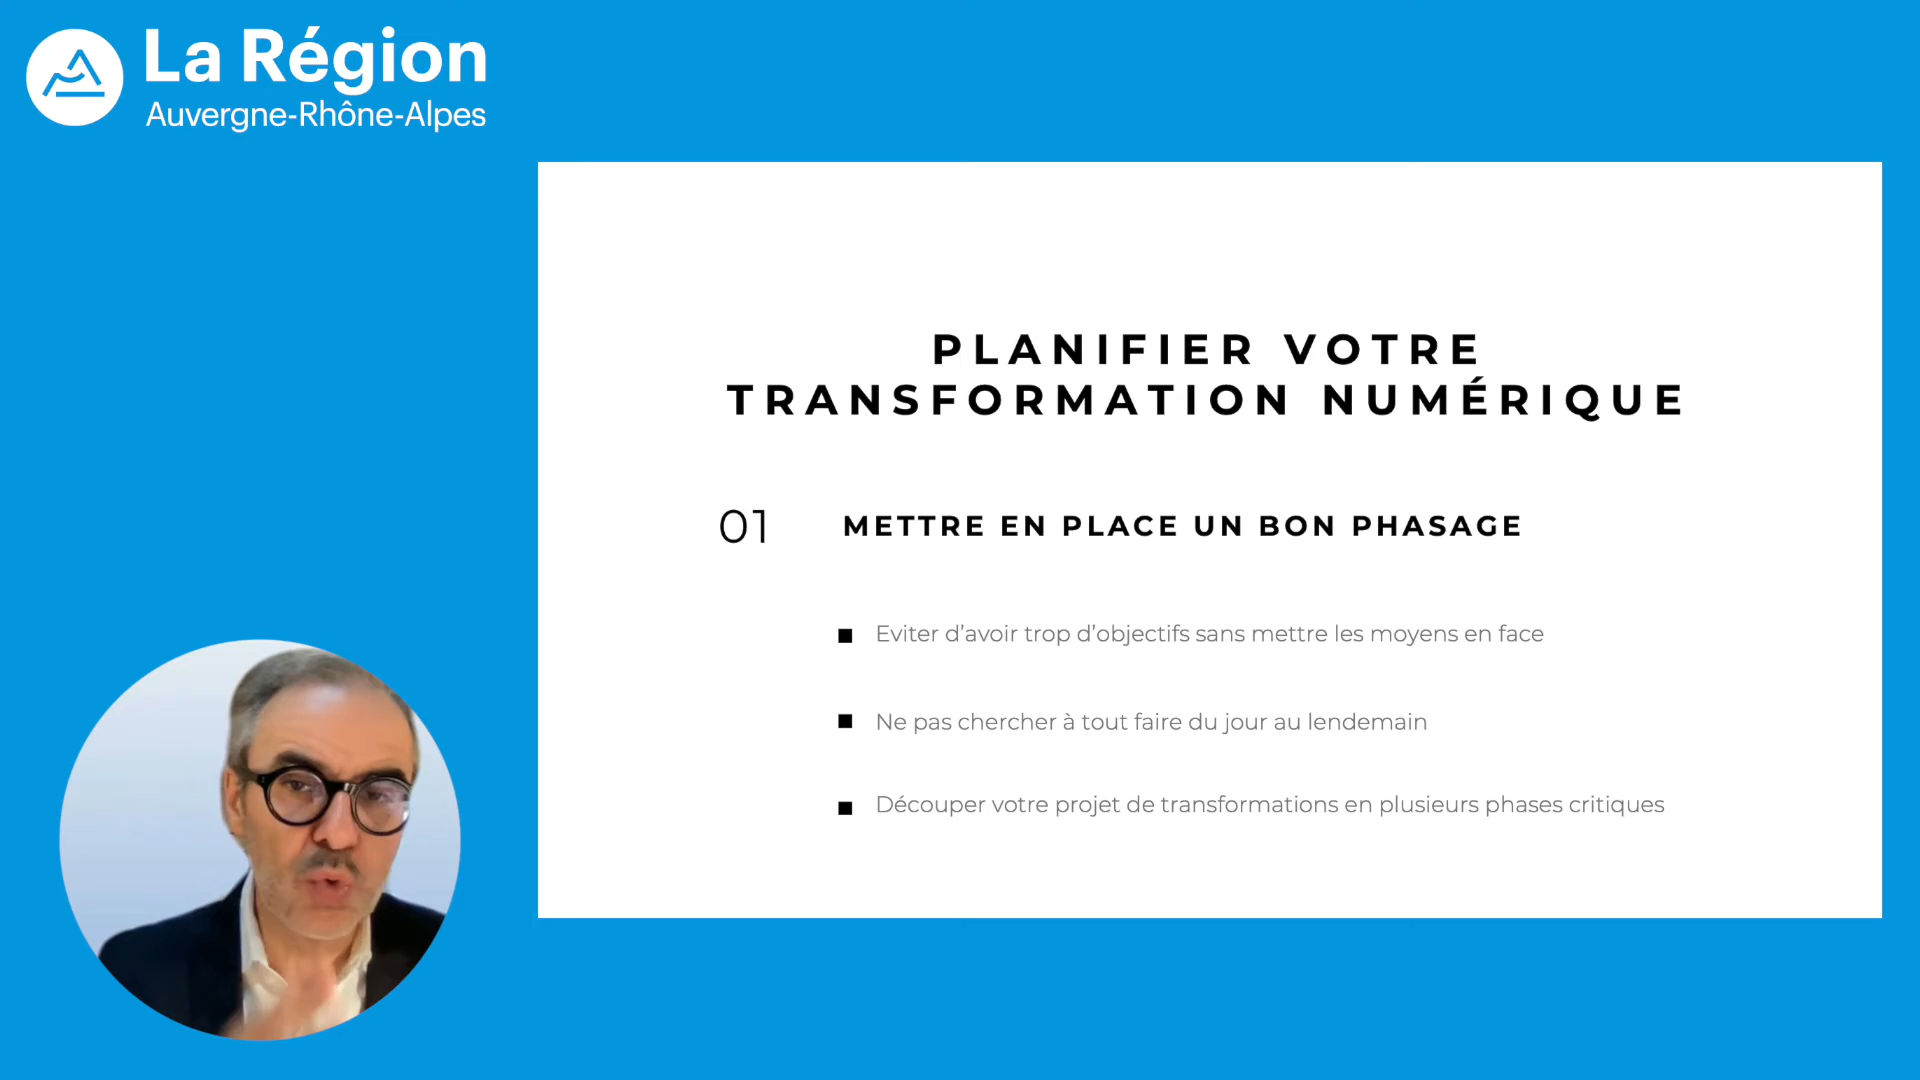 La Région
Auvergne-Rhône-Alpes
PLANIFIER VOTRE
TRANSFORMATION NUMÉRIQUE
01 METTRE EN PLACE UN BON PHASAGE
Eviter d’avoir trop d’objectifs sans mettre les moyens en face
Ne pas chercher à tout faire du jour au lendemain
Découper votre projet de transformations en plusieurs phases critiques